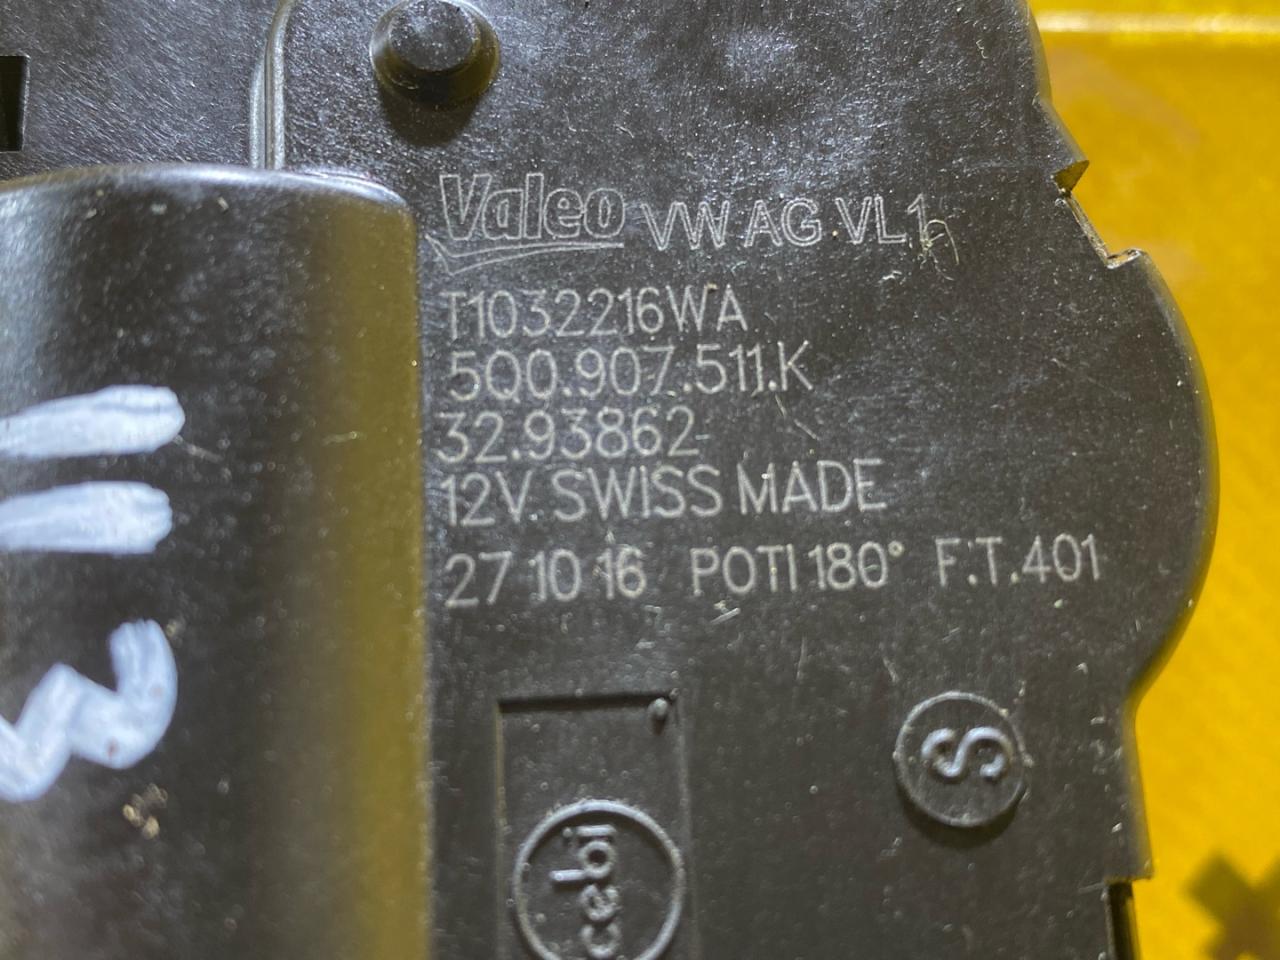 Valeo VW AG VL1
T1032216WA
5Q0.907.511.K
32.93862
12V SWISS MADE
27 10 16 POTI 180° F.T.401
S
cebi